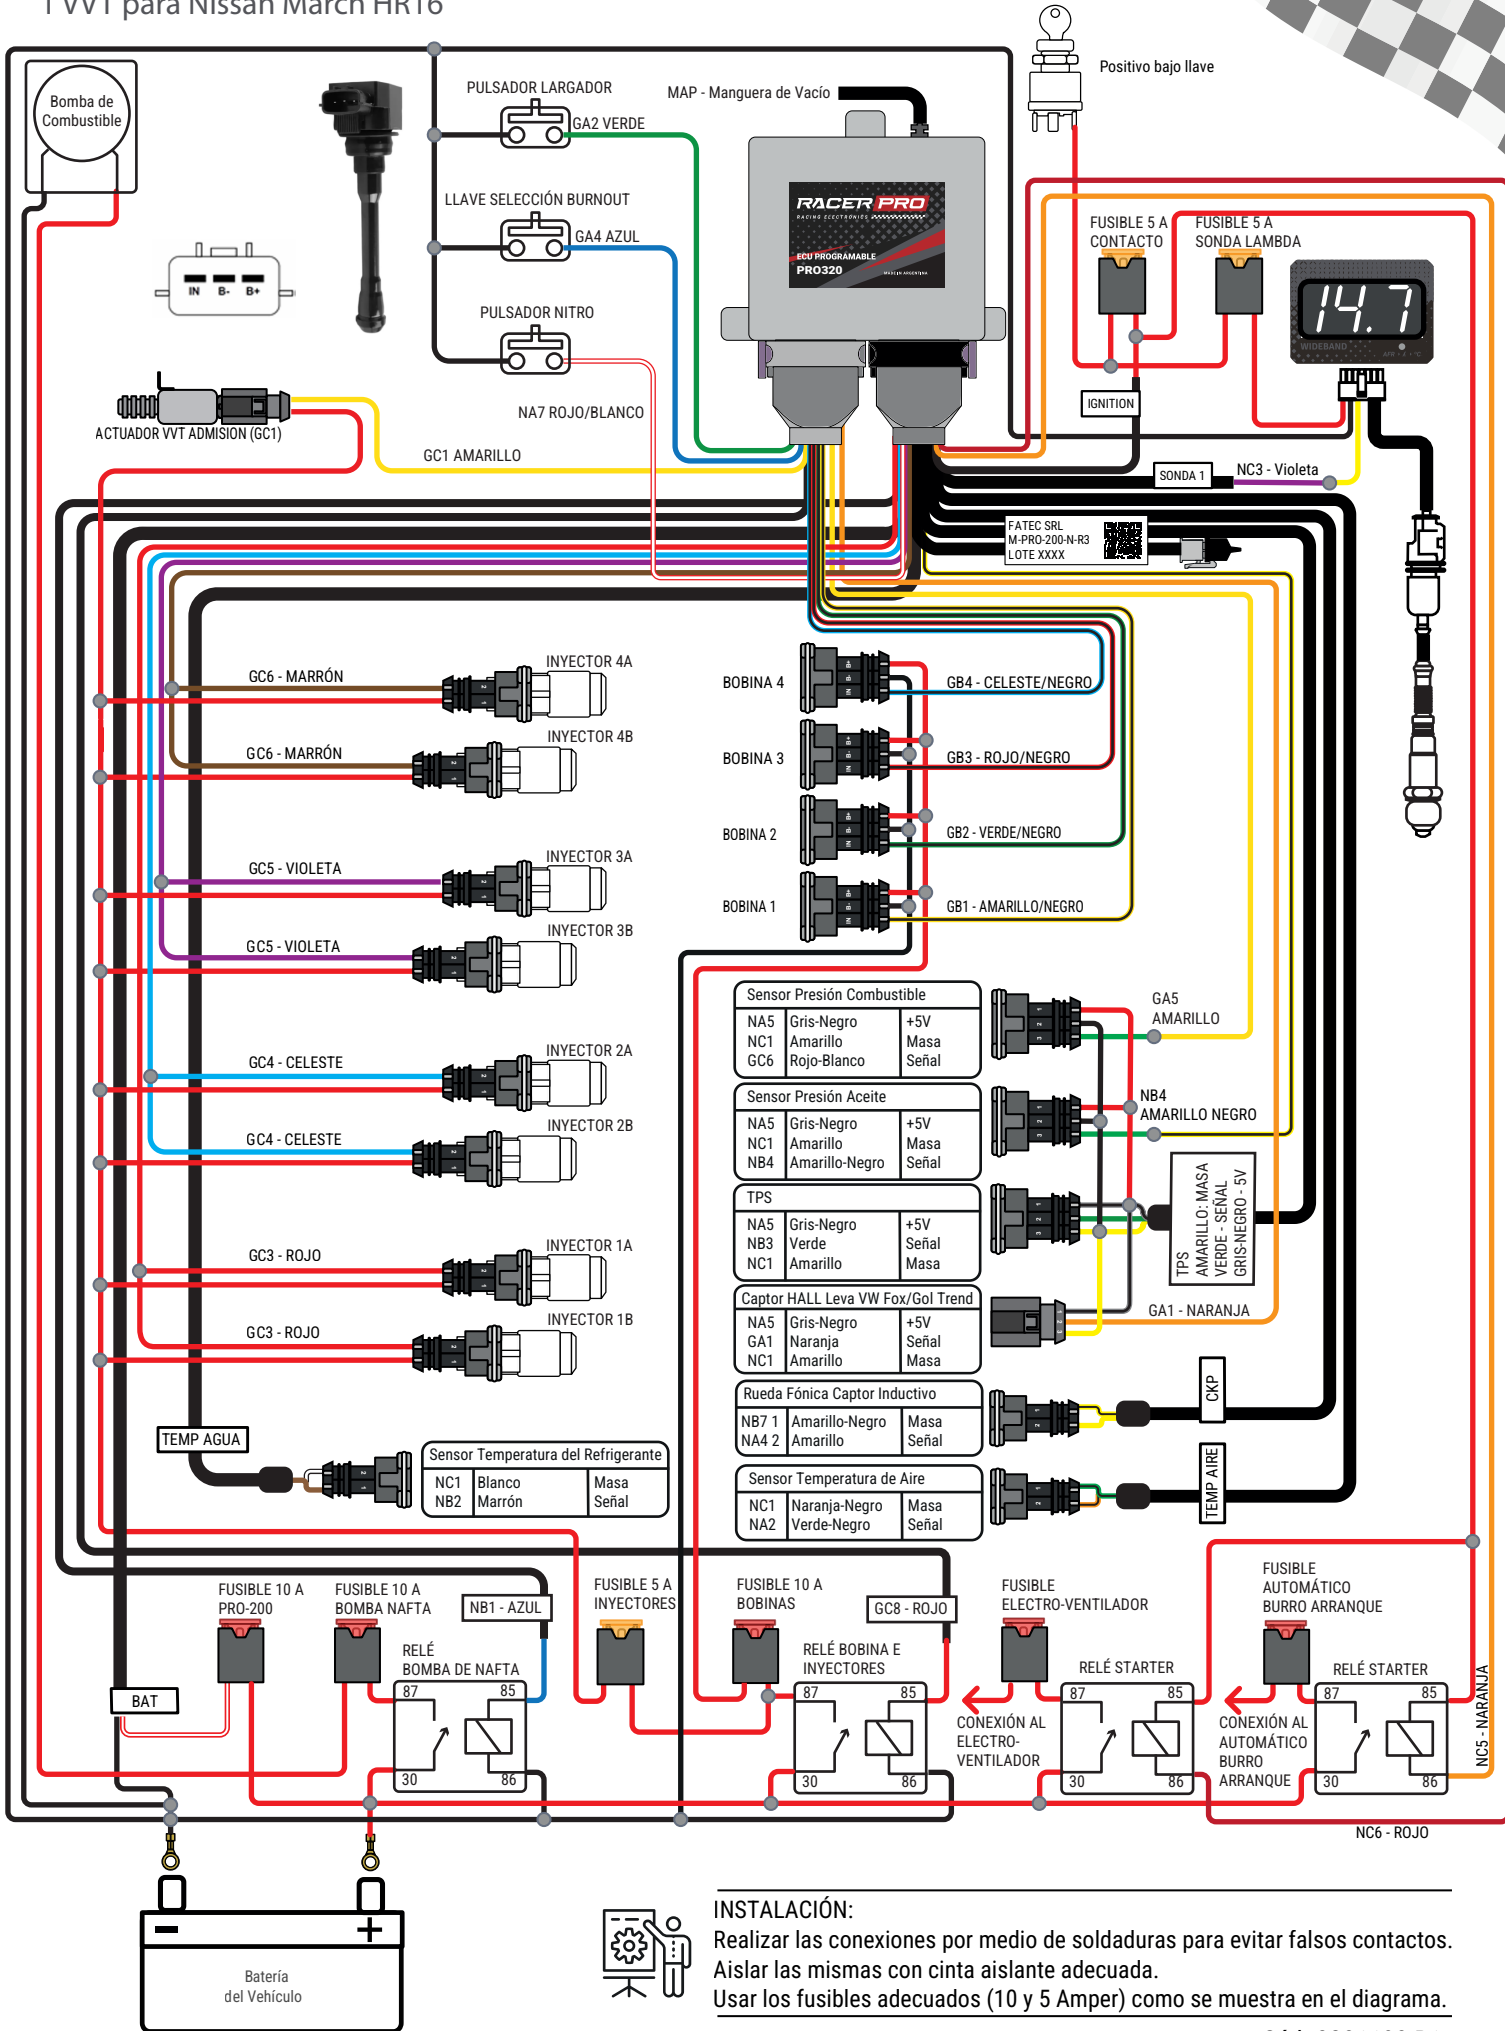 1 VVT para Nissan March HR16
Bomba de
Combustible
PULSADOR LARGADOR
GA2 VERDE
LLAVE SELECCIÓN BURNOUT
GA4 AZUL
PULSADOR NITRO
NA7 ROJO/BLANCO
IN B- B+
ACTUADOR VVT ADMISION (GC1)
GC1 AMARILLO
MAP - Manguera de Vacío
RACER PRO
RACING ELECTRONICS
ECU PROGRAMABLE
PRO320
MADE IN ARGENTINA
Positivo bajo llave
FUSIBLE 5 A
CONTACTO
FUSIBLE 5 A
SONDA LAMBDA
14.7
WIDEBAND
IGNITION
SONDA 1
NC3 - Violeta
FATEC SRL
M-PRO-200-N-R3
LOTE XXXX
INYECTOR 4A
GC6 - MARRÓN
INYECTOR 4B
GC6 - MARRÓN
INYECTOR 3A
GC5 - VIOLETA
INYECTOR 3B
GC5 - VIOLETA
INYECTOR 2A
GC4 - CELESTE
INYECTOR 2B
GC4 - CELESTE
INYECTOR 1A
GC3 - ROJO
INYECTOR 1B
GC3 - ROJO
BOBINA 4
GB4 - CELESTE/NEGRO
BOBINA 3
GB3 - ROJO/NEGRO
BOBINA 2
GB2 - VERDE/NEGRO
BOBINA 1
GB1 - AMARILLO/NEGRO
Sensor Presión Combustible
NA5 Gris-Negro +5V
NC1 Amarillo Masa
GC6 Rojo-Blanco Señal
GA5
AMARILLO
Sensor Presión Aceite
NA5 Gris-Negro +5V
NC1 Amarillo Masa
NB4 Amarillo-Negro Señal
NB4
AMARILLO NEGRO
TPS
NA5 Gris-Negro +5V
NB3 Verde Señal
NC1 Amarillo Masa
TPS
AMARILLO: MASA
VERDE - SEÑAL
GRIS-NEGRO - 5V
Captor HALL Leva VW Fox/Gol Trend
NA5 Gris-Negro +5V
GA1 Naranja Señal
NC1 Amarillo Masa
GA1 - NARANJA
Rueda Fónica Captor Inductivo
NB7 1 Amarillo-Negro Masa
NA4 2 Amarillo Señal
CKP
Sensor Temperatura de Aire
NC1 Naranja-Negro Masa
NA2 Verde-Negro Señal
TEMP AIRE
TEMP AGUA
Sensor Temperatura del Refrigerante
NC1 Blanco Masa
NB2 Marrón Señal
FUSIBLE 10 A
PRO-200
FUSIBLE 10 A
BOMBA NAFTA
NB1 - AZUL
FUSIBLE 5 A
INYECTORES
FUSIBLE 10 A
BOBINAS
GC8 - ROJO
FUSIBLE
ELECTRO-VENTILADOR
FUSIBLE
AUTOMÁTICO
BURRO ARRANQUE
BAT
RELÉ
BOMBA DE NAFTA
87 85
30 86
RELÉ BOBINA E
INYECTORES
87 85
30 86
CONEXIÓN AL
ELECTRO-
VENTILADOR
RELÉ STARTER
87 85
30 86
CONEXIÓN AL
AUTOMÁTICO
BURRO
ARRANQUE
RELÉ STARTER
87 85
30 86
NC5 - NARANJA
NC6 - ROJO
Batería
del Vehículo
INSTALACIÓN:
Realizar las conexiones por medio de soldaduras para evitar falsos contactos.
Aislar las mismas con cinta aislante adecuada.
Usar los fusibles adecuados (10 y 5 Amper) como se muestra en el diagrama.